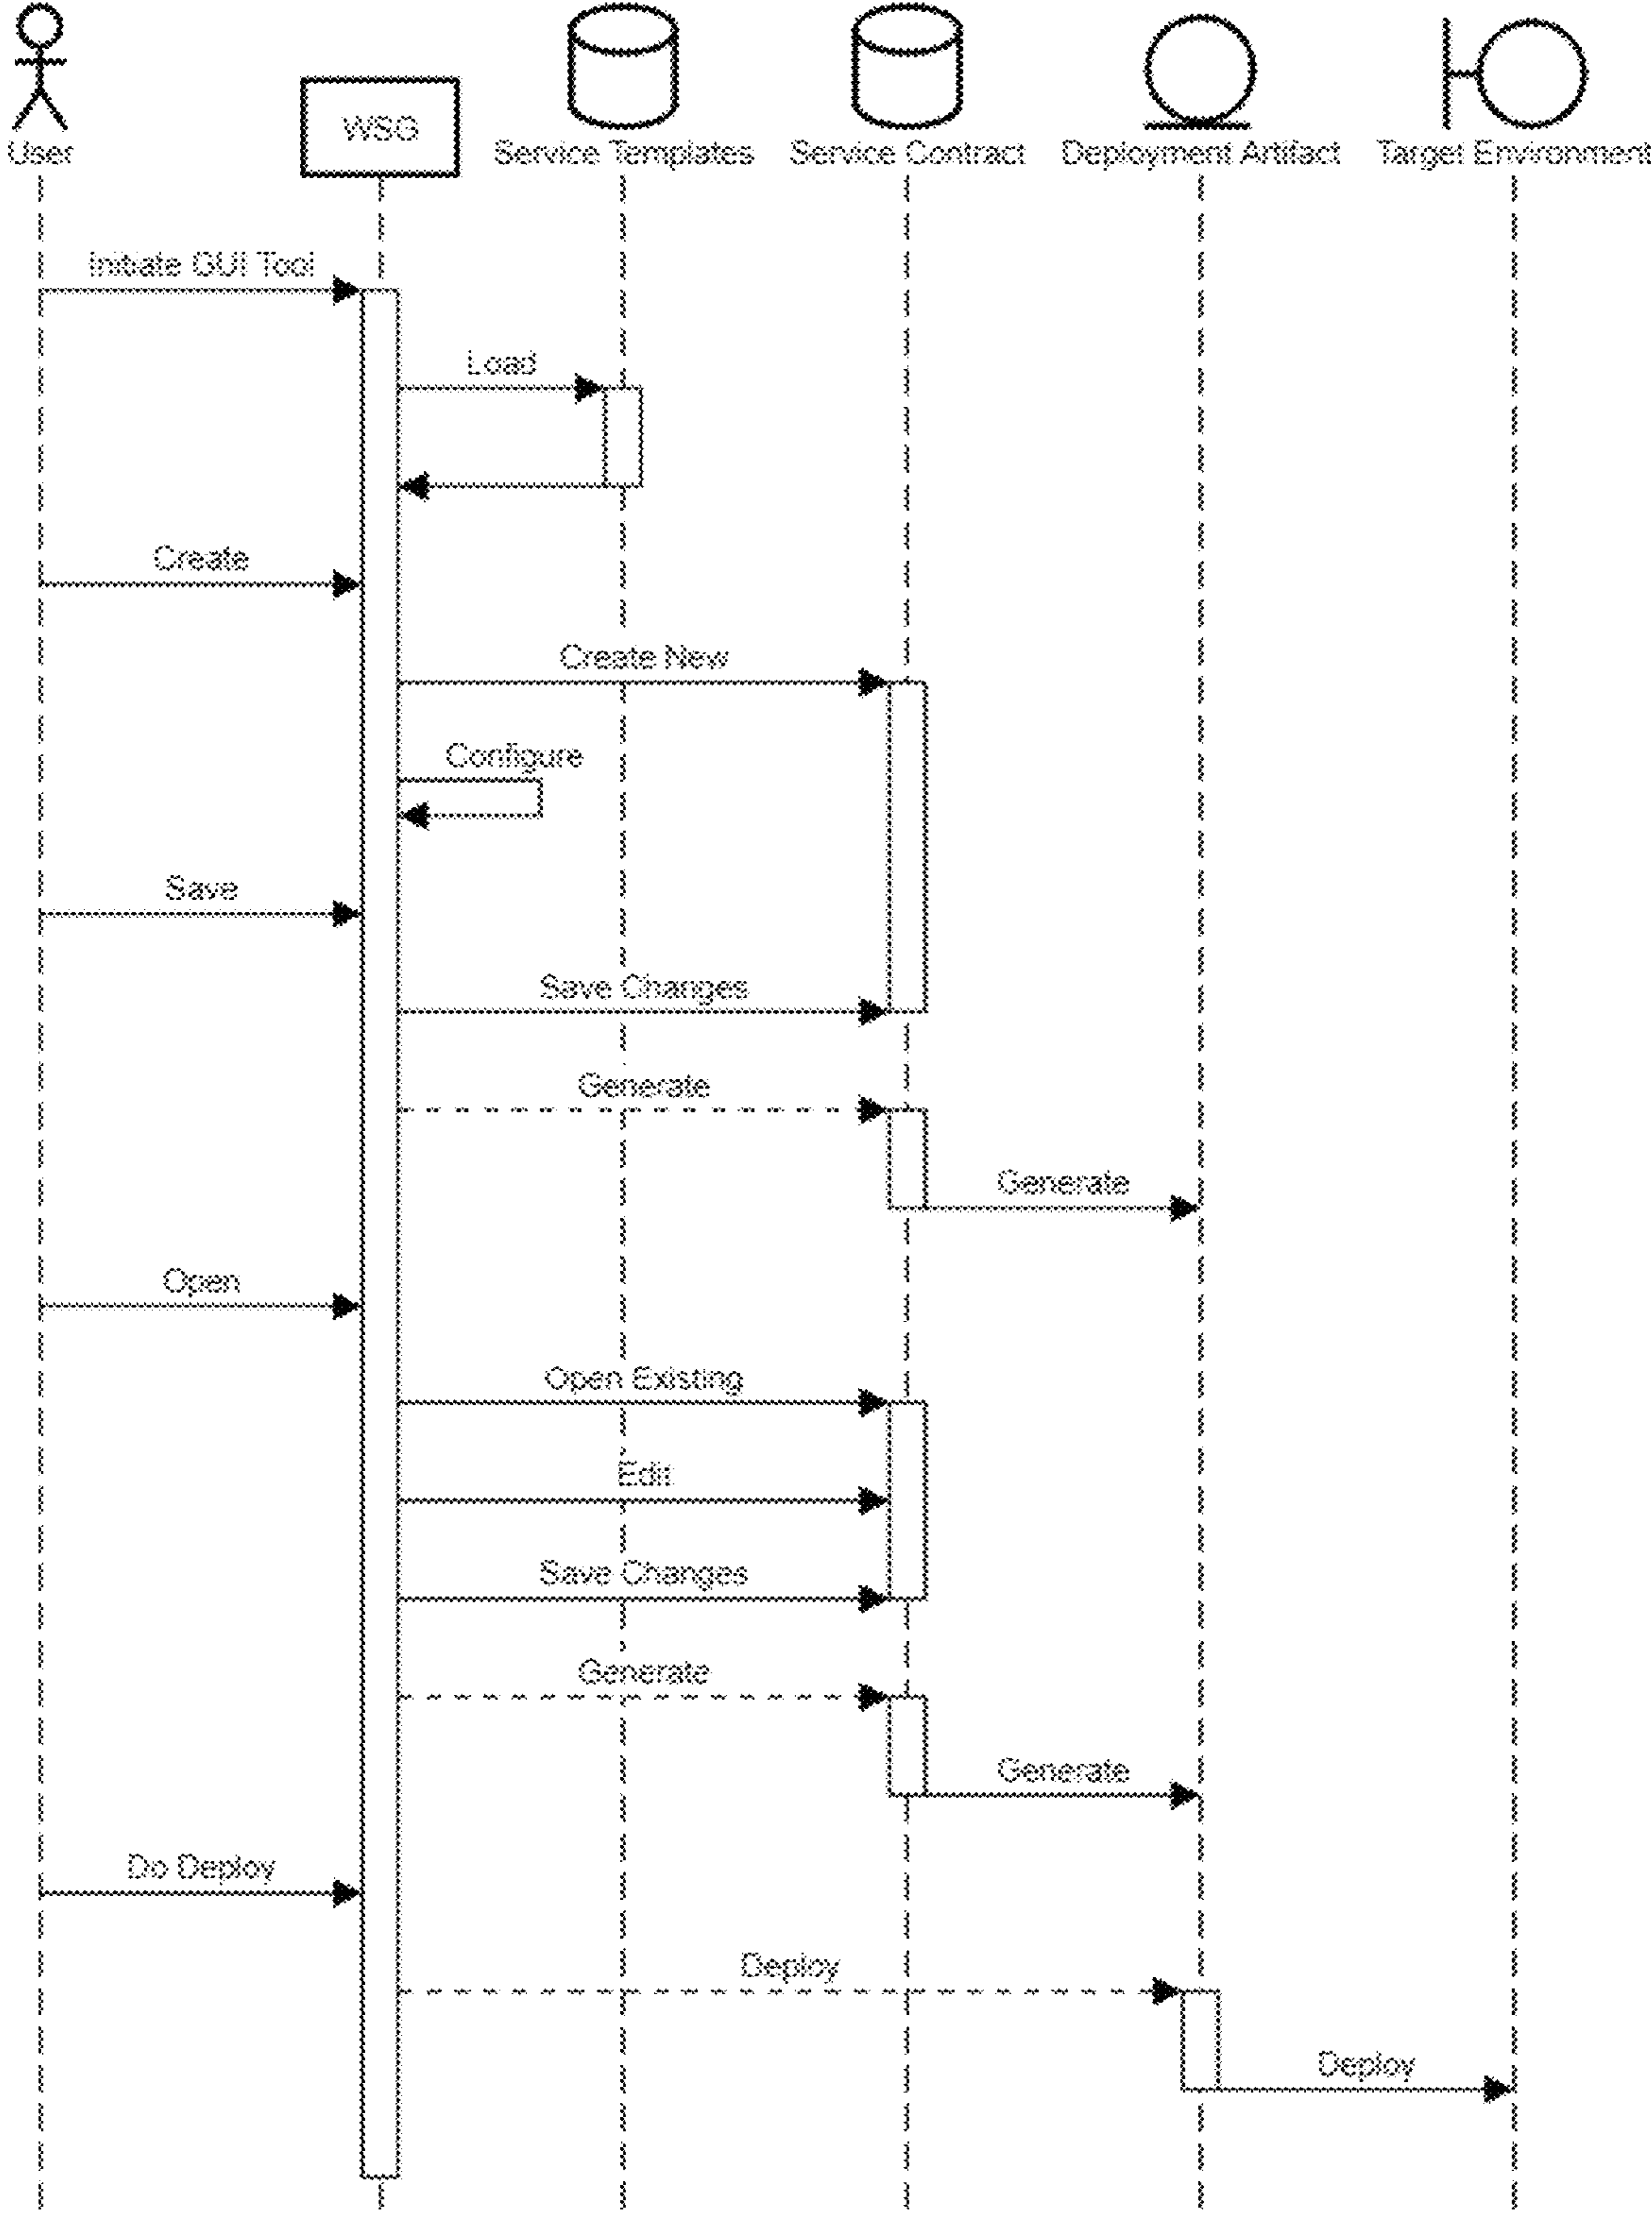 User
WSG
Service Templates
Service Contract
Deployment Artifact
Target Environment
Initiate GUI Tool
Load
Create
Create New
Configure
Save
Save Changes
Generate
Generate
Open
Open Existing
Edit
Save Changes
Generate
Generate
Do Deploy
Deploy
Deploy